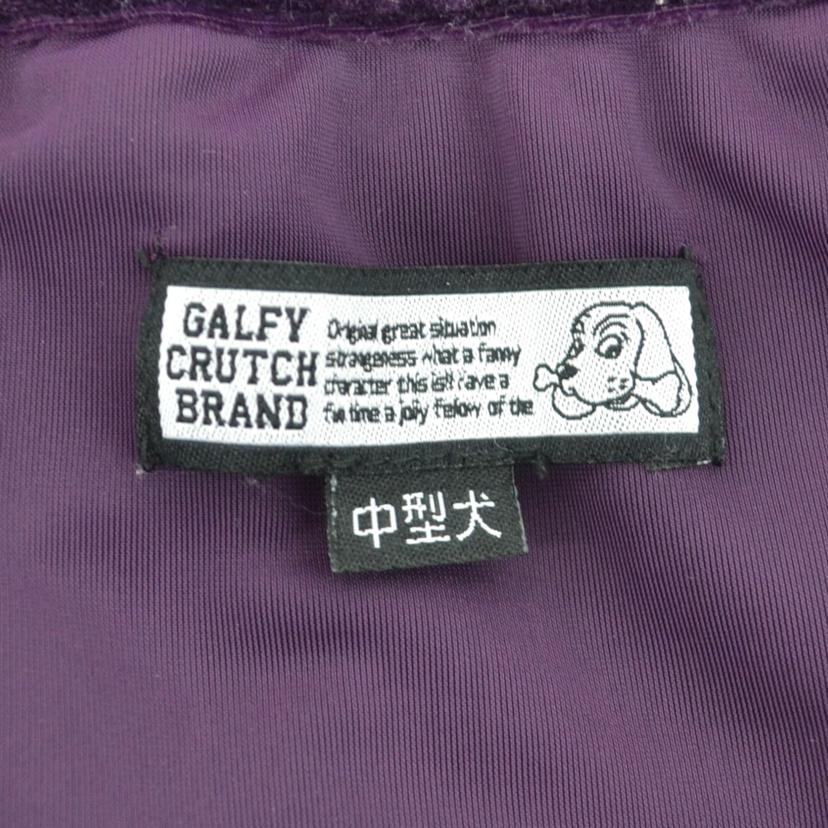 GALFY
CRUTCH
BRAND
Original great situation
strangeness what a fanny
character this is!! have a
fun time a jolly fellow of the
中型犬